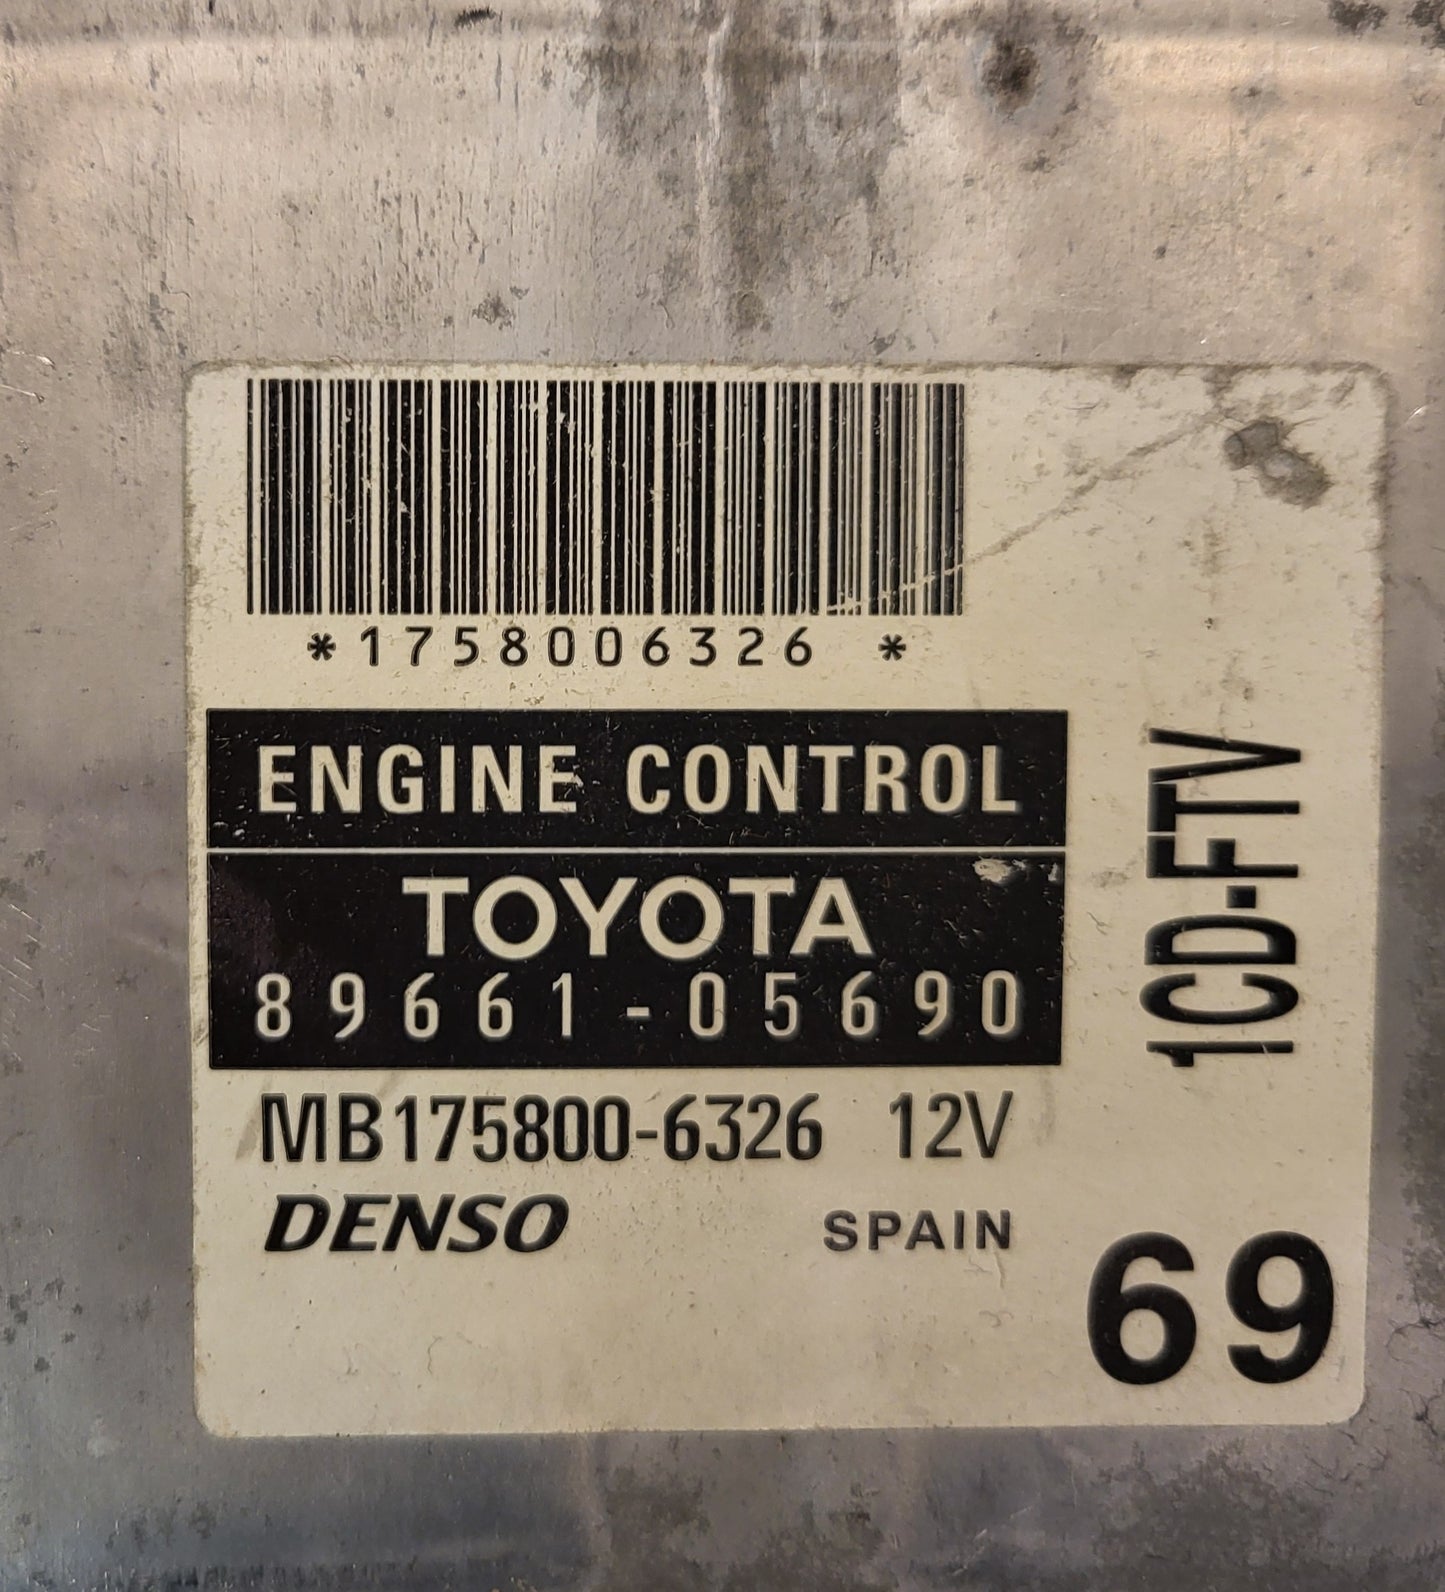 *1758006326 *
ENGINE CONTROL
TOYOTA
89661-05690
MB175800-6326 12V
DENSO SPAIN
1CD-FTV
69